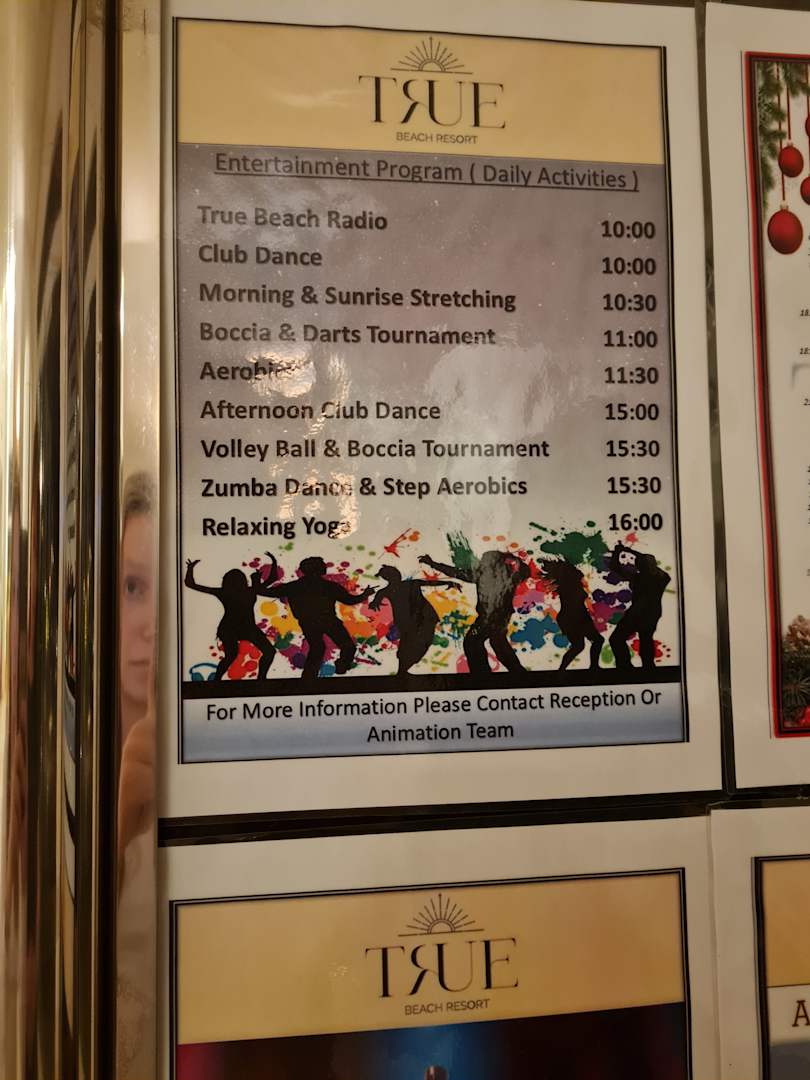 TRUE
BEACH RESORT
Entertainment Program ( Daily Activities )
True Beach Radio 10:00
Club Dance 10:00
Morning & Sunrise Stretching 10:30
Boccia & Darts Tournament 11:00
Aerobics 11:30
Afternoon Club Dance 15:00
Volley Ball & Boccia Tournament 15:30
Zumba Dance & Step Aerobics 15:30
Relaxing Yoga 16:00
For More Information Please Contact Reception Or
Animation Team
TRUE
BEACH RESORT